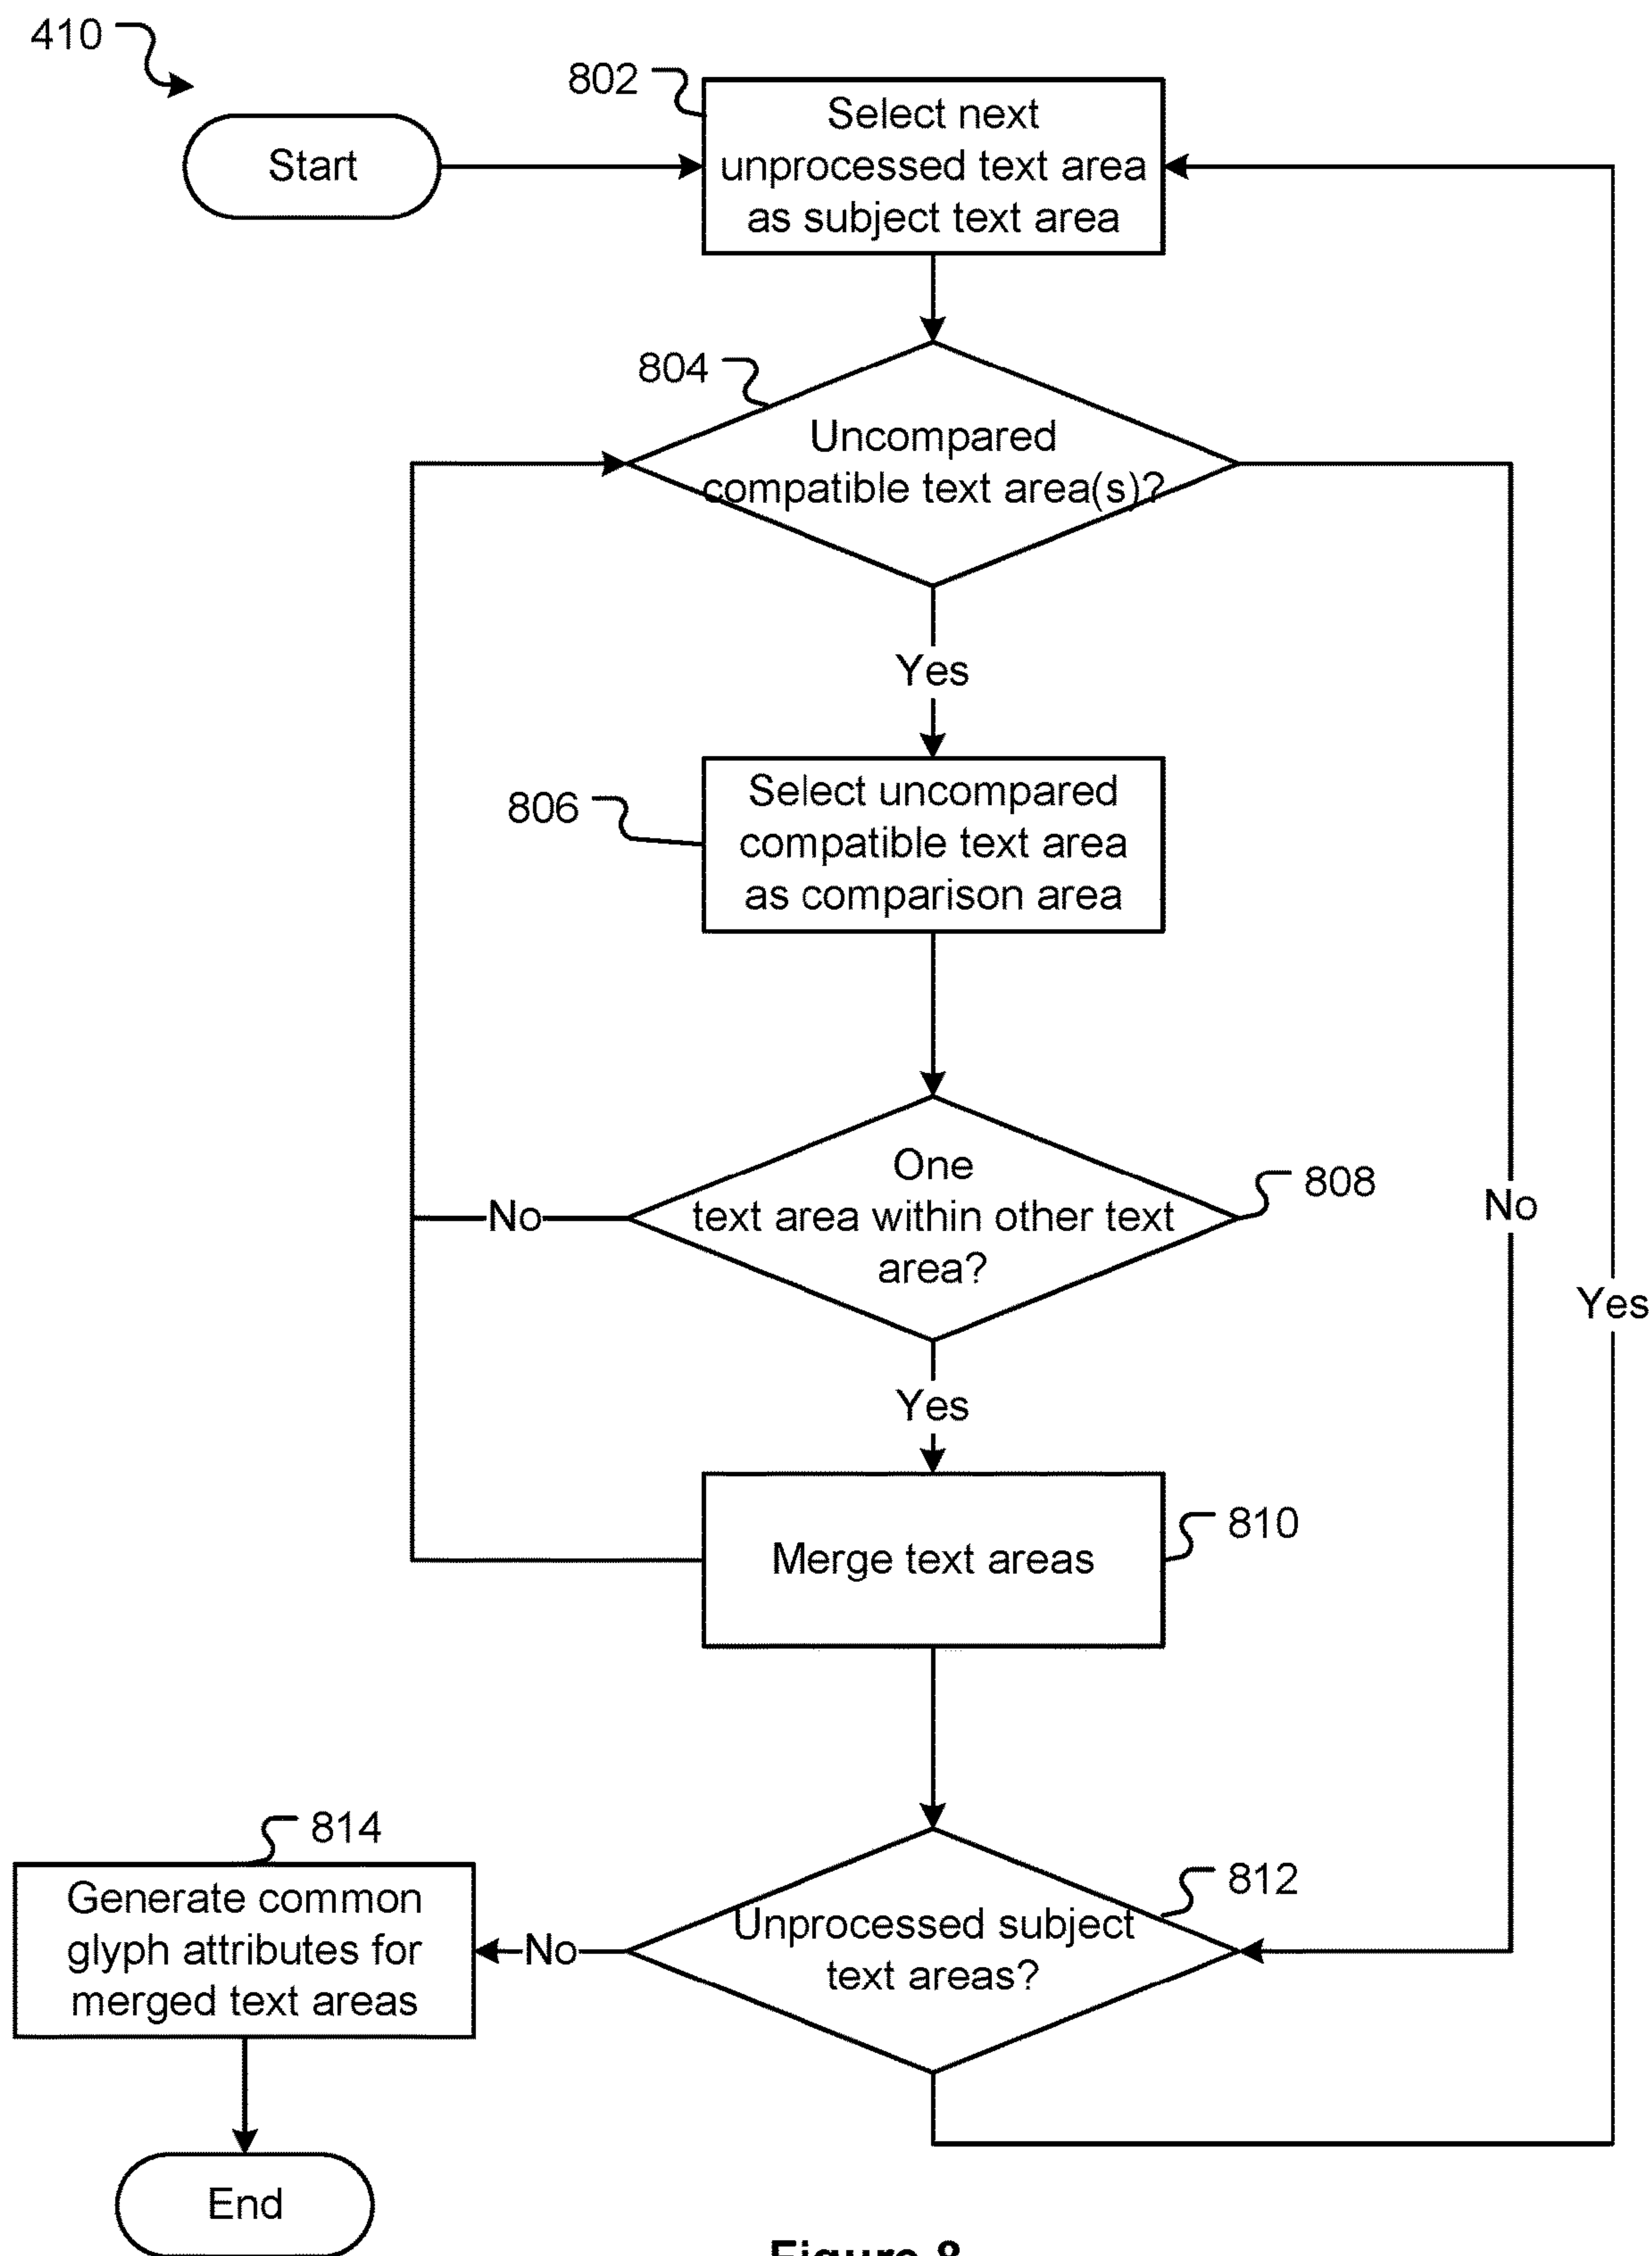 410
802
Select next
Start
unprocessed text area
as subject text area
804
Uncompared
compatible text area(s)?
Yes
Select uncompared
806
compatible text area
as comparison area
One
808
No
text area within other text
No
area?
Yes
Yes
810
Merge text areas
814
812
Generate common
Unprocessed subject
glyph attributes for
No
text areas?
merged text areas
End
Figure 8